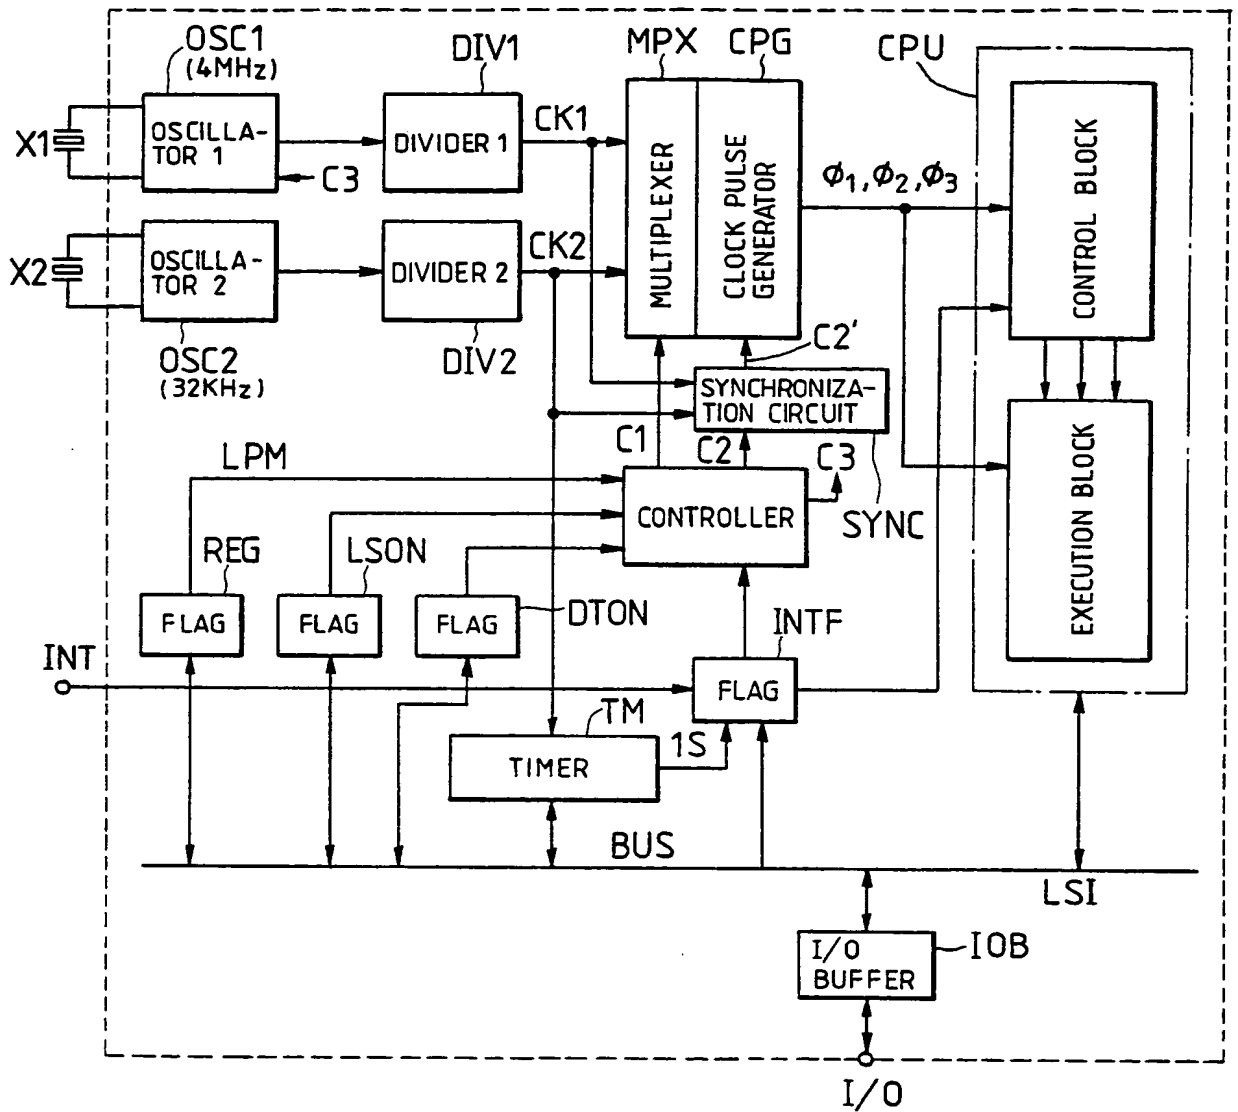 OSC1
(4MHz)
DIV1
MPX
CPG
CPU
X1
OSCILLA-
TOR 1
C3
DIVIDER 1
CK1
MULTIPLEXER
CLOCK PULSE
GENERATOR
Φ1, Φ2, Φ3
CONTROL BLOCK
X2
OSCILLA-
TOR 2
DIVIDER 2
CK2
OSC2
(32KHz)
DIV2
C2'
SYNCHRONIZA-
TION CIRCUIT
C1
C2
C3
SYNC
LPM
CONTROLLER
EXECUTION BLOCK
REG
LSON
DTON
FLAG
FLAG
FLAG
INTF
INT
FLAG
TM
1S
TIMER
BUS
LSI
I/O
BUFFER
IOB
I/O